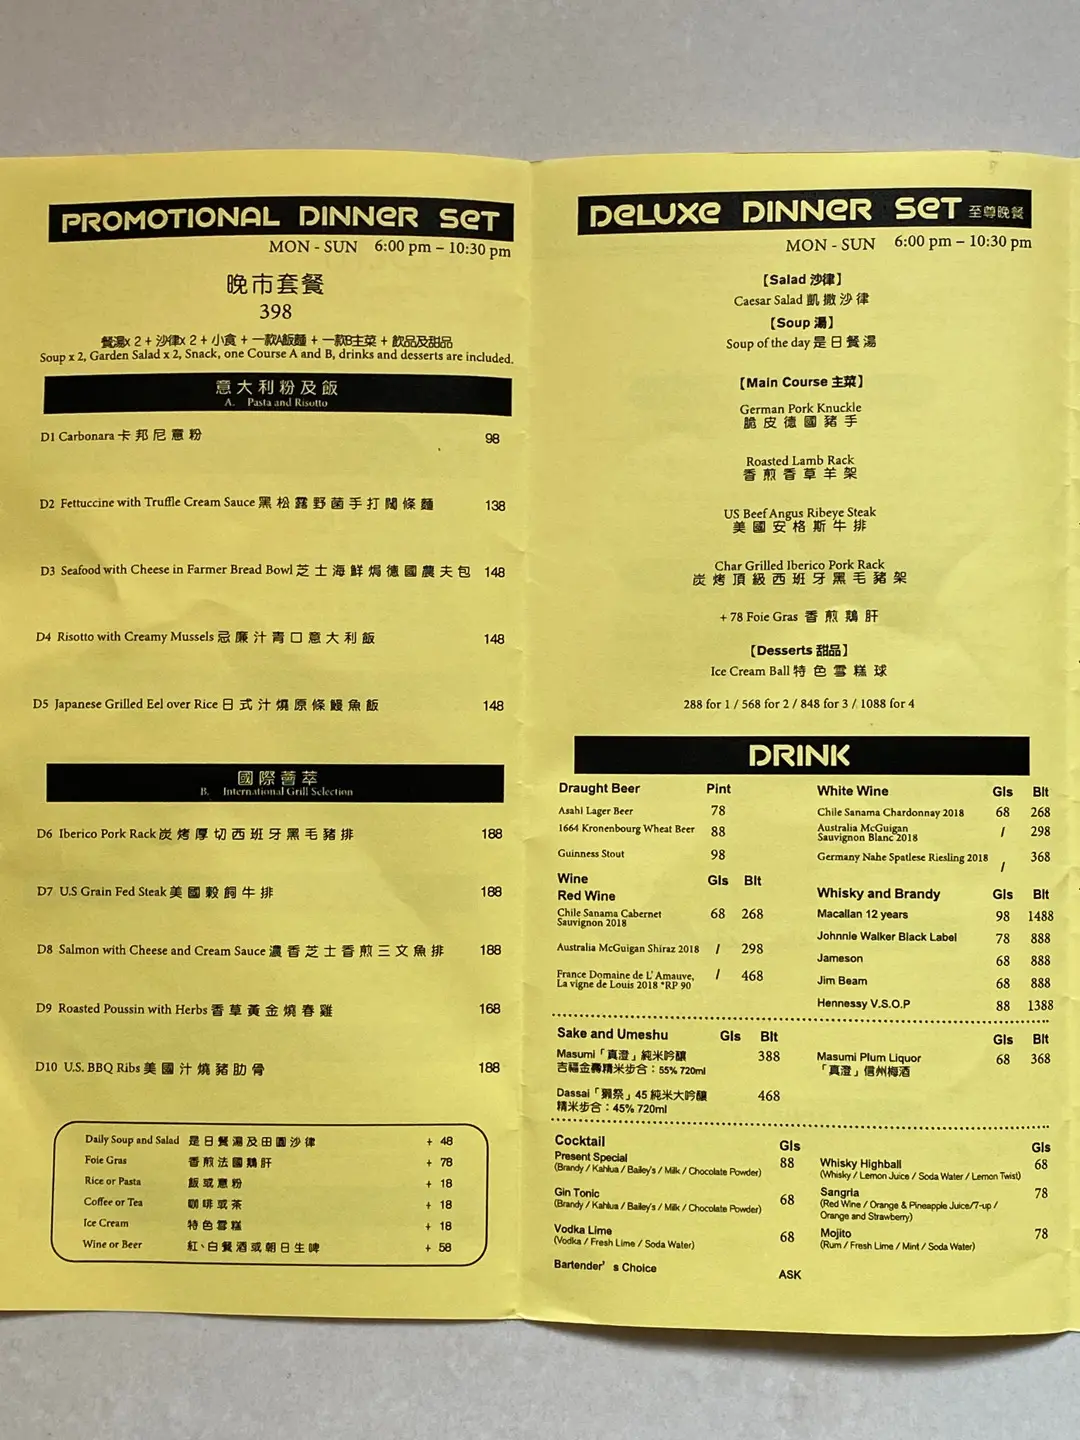 PROMOTIONAL DINNER SET
MON - SUN 6:00 pm – 10:30 pm
晚市套餐
398
餐湯x 2 + 沙律x 2 + 小食 + 一款A飯麵 + 一款B主菜 + 飲品及甜品
Soup x 2, Garden Salad x 2, Snack, one Course A and B, drinks and desserts are included.
意大利粉及飯
A. Pasta and Risotto
D1 Carbonara 卡邦尼意粉 98
D2 Fettuccine with Truffle Cream Sauce 黑松露野菌手打闊條麵 138
D3 Seafood with Cheese in Farmer Bread Bowl 芝士海鮮焗德國農夫包 148
D4 Risotto with Creamy Mussels 忌廉汁青口意大利飯 148
D5 Japanese Grilled Eel over Rice 日式汁燒原條鰻魚飯 148
國際薈萃
B. International Grill Selection
D6 Iberico Pork Rack 炭烤厚切西班牙黑毛豬排 188
D7 U.S Grain Fed Steak 美國穀飼牛排 188
D8 Salmon with Cheese and Cream Sauce 濃香芝士香煎三文魚排 188
D9 Roasted Poussin with Herbs 香草黃金燒春雞 168
D10 U.S. BBQ Ribs 美國汁燒豬肋骨 188
Daily Soup and Salad 是日餐湯及田園沙律 + 48
Foie Gras 香煎法國鵝肝 + 78
Rice or Pasta 飯或意粉 + 18
Coffee or Tea 咖啡或茶 + 18
Ice Cream 特色雪糕 + 18
Wine or Beer 紅、白餐酒或朝日生啤 + 58
DELUXE DINNER SET 至尊晚餐
MON - SUN 6:00 pm – 10:30 pm
【Salad 沙律】
Caesar Salad 凱撒沙律
【Soup 湯】
Soup of the day 是日餐湯
【Main Course 主菜】
German Pork Knuckle
脆皮德國豬手
Roasted Lamb Rack
香煎香草羊架
US Beef Angus Ribeye Steak
美國安格斯牛排
Char Grilled Iberico Pork Rack
炭烤頂級西班牙黑毛豬架
+ 78 Foie Gras 香煎鵝肝
【Desserts 甜品】
Ice Cream Ball 特色雪糕球
288 for 1 / 568 for 2 / 848 for 3 / 1088 for 4
DRINK
Draught Beer Pint
Asahi Lager Beer 78
1664 Kronenbourg Wheat Beer 88
Guinness Stout 98
Wine Gls Blt
Red Wine
Chile Sanama Cabernet
Sauvignon 2018 68 268
Australia McGuigan Shiraz 2018 / 298
France Domaine de L' Amauve,
La vigne de Louis 2018 *RP 90 / 468
White Wine Gls Blt
Chile Sanama Chardonnay 2018 68 268
Australia McGuigan
Sauvignon Blanc 2018 / 298
Germany Nahe Spatlese Riesling 2018 / 368
Whisky and Brandy Gls Blt
Macallan 12 years 98 1488
Johnnie Walker Black Label 78 888
Jameson 68 888
Jim Beam 68 888
Hennessy V.S.O.P 88 1388
Sake and Umeshu Gls Blt
Masumi「真澄」純米吟釀 388
吉福金壽精米步合：55% 720ml
Dassai「獺祭」45 純米大吟釀 468
精米步合：45% 720ml
Gls Blt
Masumi Plum Liquor 68 368
「真澄」信州梅酒
Cocktail Gls
Present Special 88
(Brandy / Kahlua / Bailey's / Milk / Chocolate Powder)
Gin Tonic 68
(Brandy / Kahlua / Bailey's / Milk / Chocolate Powder)
Vodka Lime 68
(Vodka / Fresh Lime / Soda Water)
Bartender's Choice ASK
Gls
Whisky Highball 68
(Whisky / Lemon Juice / Soda Water / Lemon Twist)
Sangria 78
(Red Wine / Orange & Pineapple Juice/7-up /
Orange and Strawberry)
Mojito 78
(Rum / Fresh Lime / Mint / Soda Water)